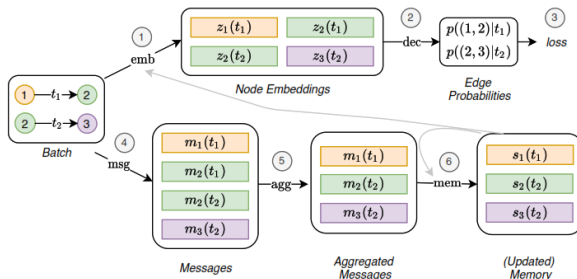 1
emb
z₁(t₁)
z₂(t₁)
z₂(t₂)
z₃(t₂)
Node Embeddings
2
dec
p((1, 2)|t₁)
p((2, 3)|t₂)
Edge
Probabilities
3
loss
1 t₁ 2
2 t₂ 3
Batch
4
msg
m₁(t₁)
m₂(t₁)
m₂(t₂)
m₃(t₂)
Messages
5
agg
m₁(t₁)
m₂(t₂)
m₃(t₂)
Aggregated
Messages
6
mem
s₁(t₁)
s₂(t₂)
s₃(t₂)
(Updated)
Memory